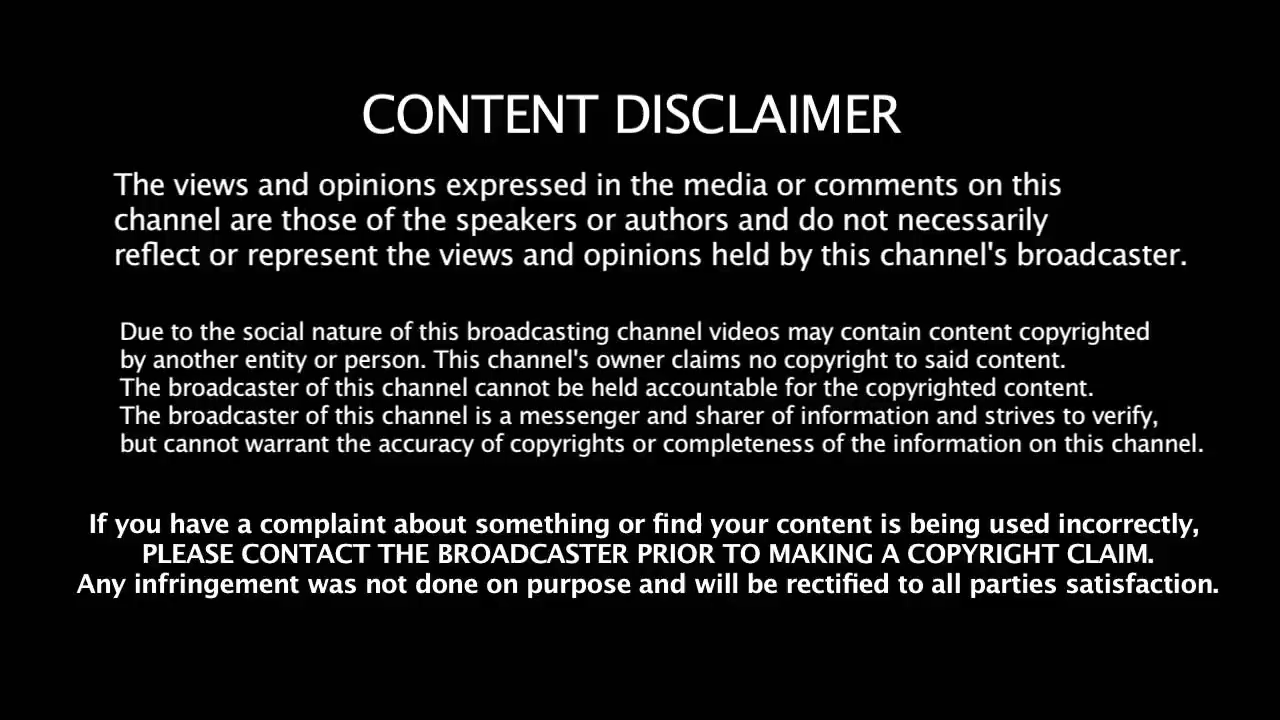 CONTENT DISCLAIMER
The views and opinions expressed in the media or comments on this
channel are those of the speakers or authors and do not necessarily
reflect or represent the views and opinions held by this channel's broadcaster.
Due to the social nature of this broadcasting channel videos may contain content copyrighted
by another entity or person. This channel's owner claims no copyright to said content.
The broadcaster of this channel cannot be held accountable for the copyrighted content.
The broadcaster of this channel is a messenger and sharer of information and strives to verify,
but cannot warrant the accuracy of copyrights or completeness of the information on this channel.
If you have a complaint about something or find your content is being used incorrectly,
PLEASE CONTACT THE BROADCASTER PRIOR TO MAKING A COPYRIGHT CLAIM.
Any infringement was not done on purpose and will be rectified to all parties satisfaction.